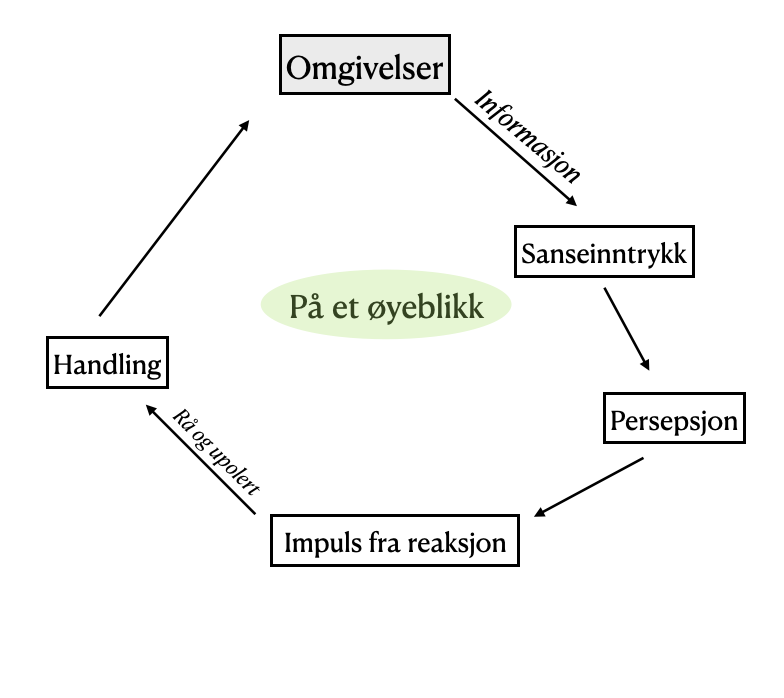 Omgivelser
Informasjon
Sanseinntrykk
På et øyeblikk
Handling
Persepsjon
Rå og upolert
Impuls fra reaksjon